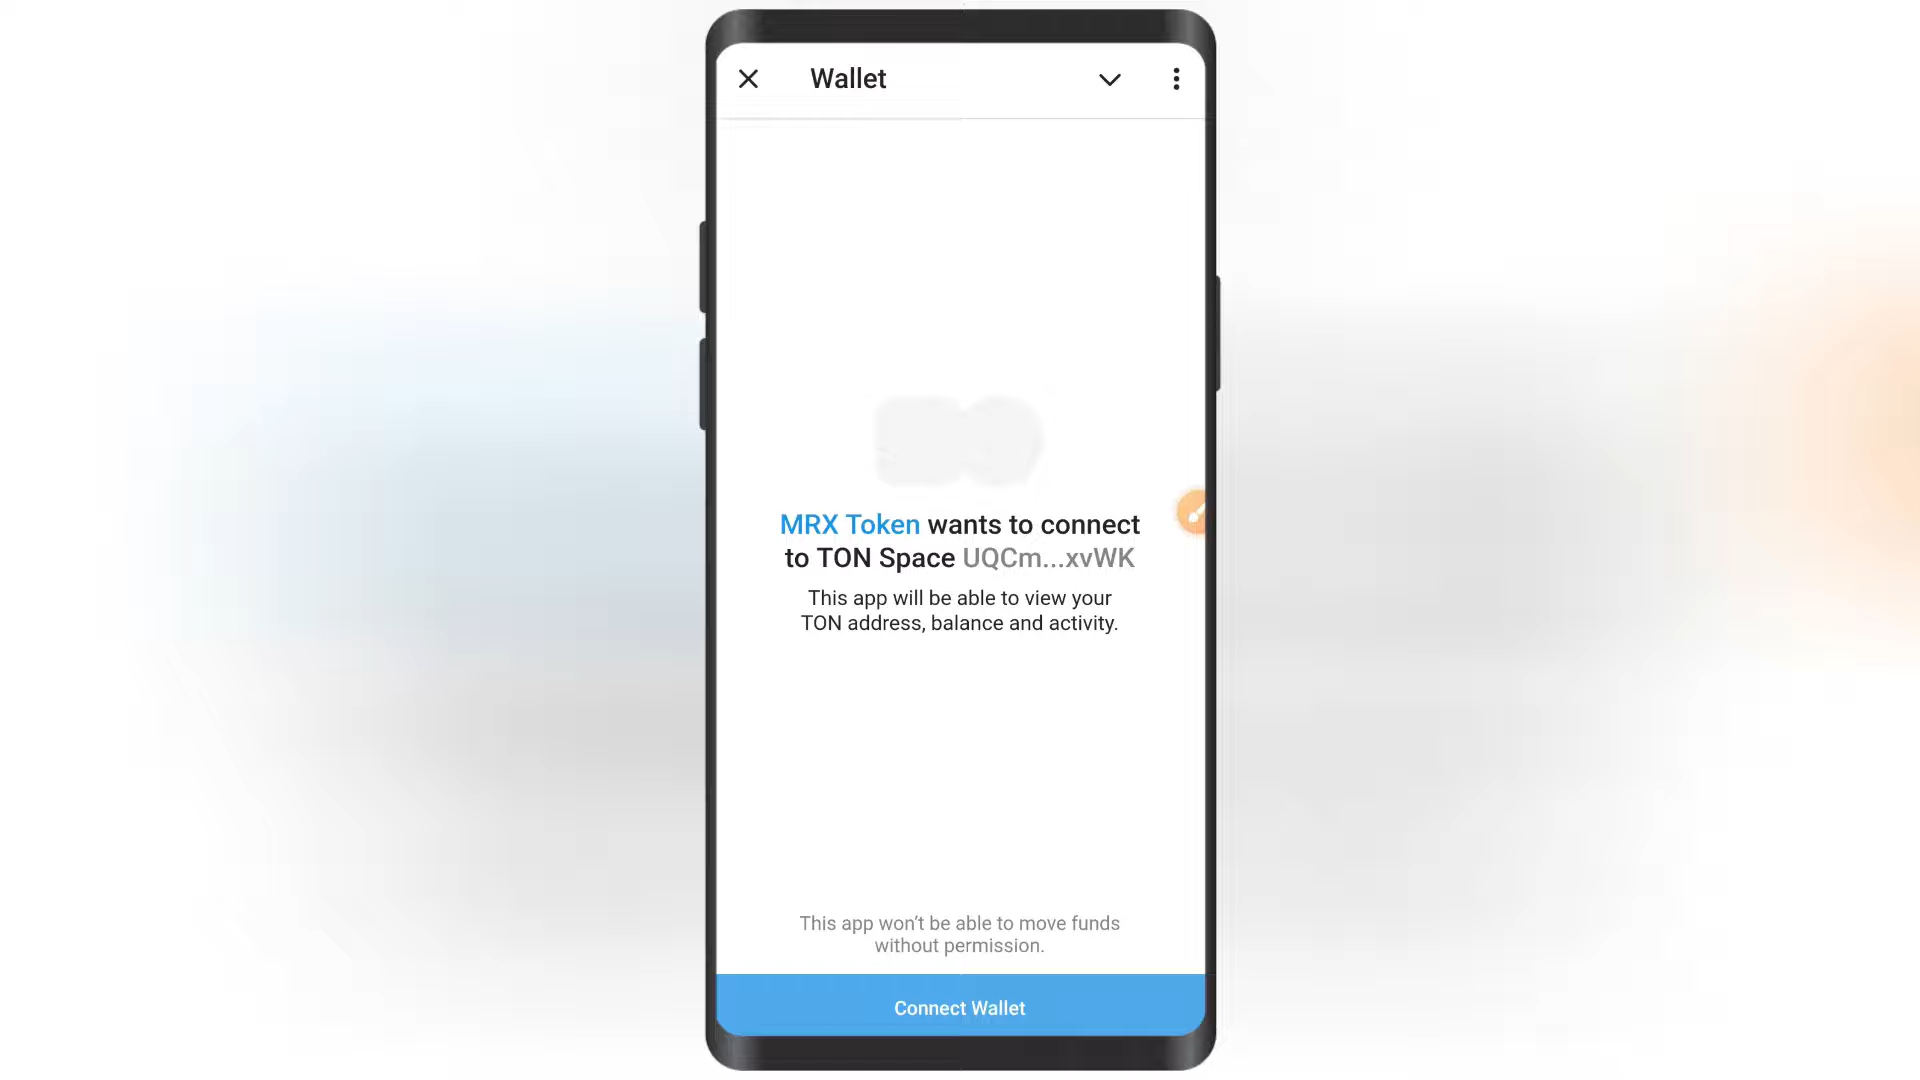 Wallet
MRX Token wants to connect
to TON Space UQCm...xvWK
This app will be able to view your
TON address, balance and activity.
This app won't be able to move funds
without permission.
Connect Wallet